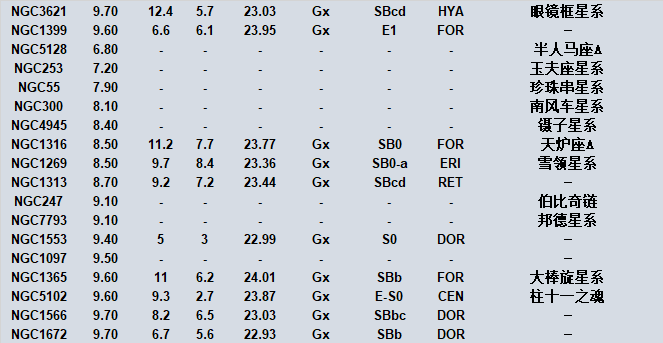 NGC3621 9.70 12.4 5.7 23.03 Gx SBcd HYA 眼镜框星系
NGC1399 9.60 6.6 6.1 23.95 Gx E1 FOR –
NGC5128 6.80 - - - - - - 半人马座A
NGC253 7.20 - - - - - - 玉夫座星系
NGC55 7.90 - - - - - - 珍珠串星系
NGC300 8.10 - - - - - - 南风车星系
NGC4945 8.40 - - - - - - 镊子星系
NGC1316 8.50 11.2 7.7 23.77 Gx SB0 FOR 天炉座A
NGC1269 8.50 9.7 8.4 23.36 Gx SB0-a ERI 雪领星系
NGC1313 8.70 9.2 7.2 23.44 Gx SBcd RET –
NGC247 9.10 - - - - - - 伯比奇链
NGC7793 9.10 - - - - - - 邦德星系
NGC1553 9.40 5 3 22.99 Gx S0 DOR –
NGC1097 9.50 - - - - - - –
NGC1365 9.60 11 6.2 24.01 Gx SBb FOR 大棒旋星系
NGC5102 9.60 9.3 2.7 23.87 Gx E-S0 CEN 柱十一之魂
NGC1566 9.70 8.2 6.5 23.03 Gx SBbc DOR –
NGC1672 9.70 6.7 5.6 22.93 Gx SBb DOR –